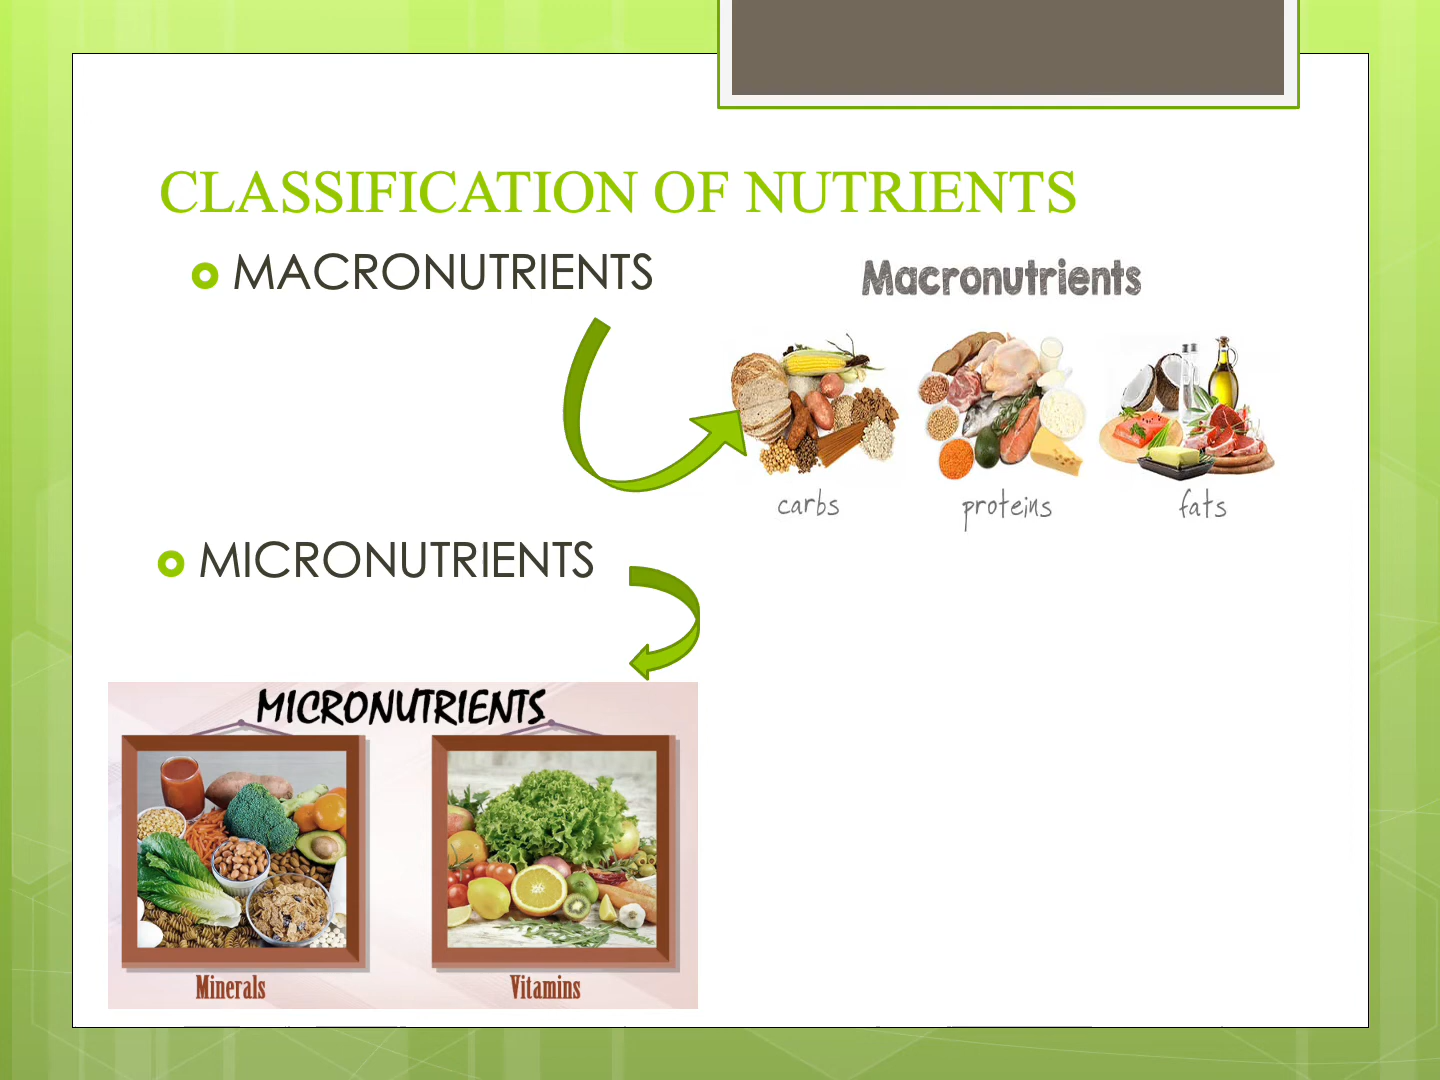 CLASSIFICATION OF NUTRIENTS
MACRONUTRIENTS
Macronutrients
carbs proteins fats
MICRONUTRIENTS
MICRONUTRIENTS
Minerals Vitamins